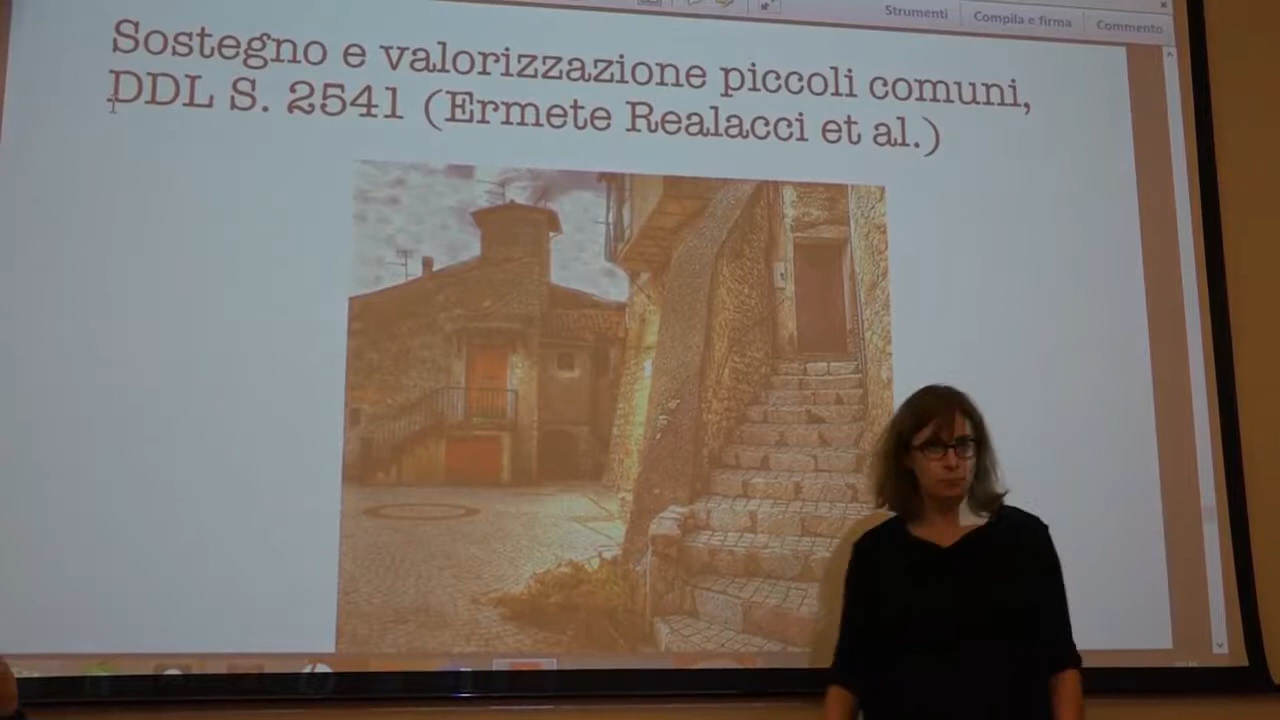 Strumenti
Compila e firma
Commento
Sostegno e valorizzazione piccoli comuni,
DDL S. 2541 (Ermete Realacci et al.)